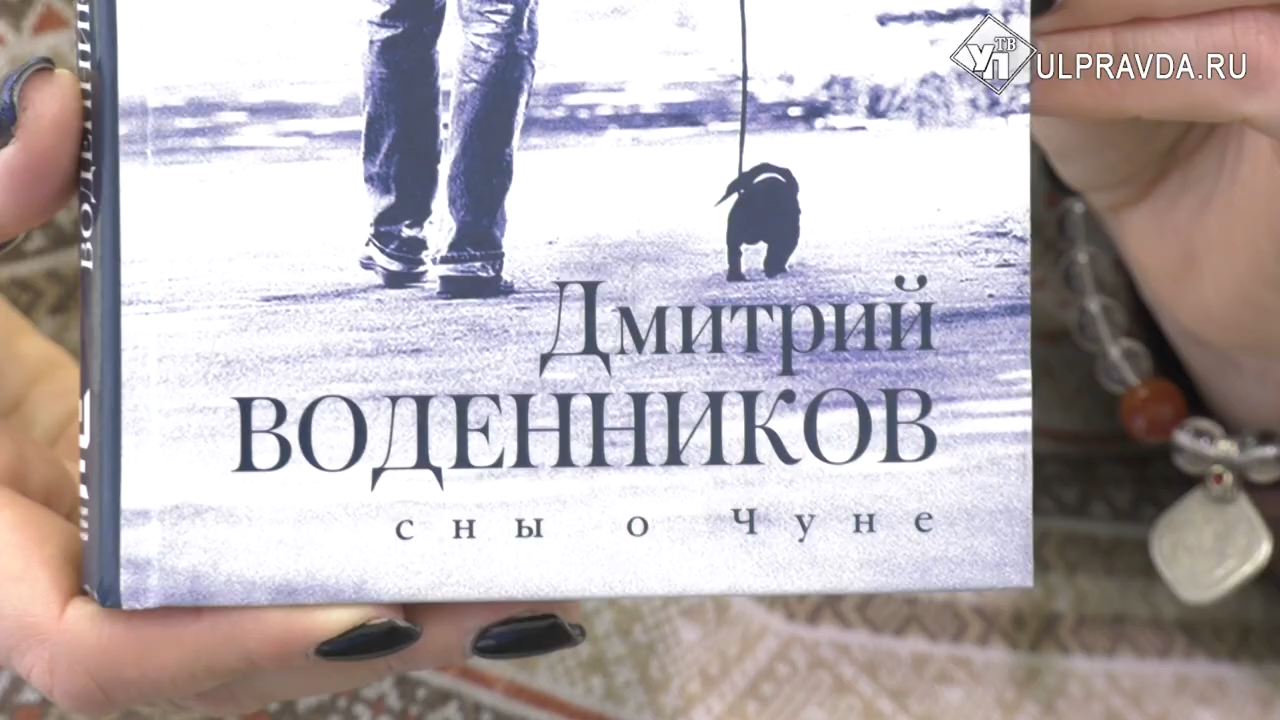 УП ТВ
ULPRAVDA.RU
Дмитрий
ВОДЕННИКОВ
сны о Чуне